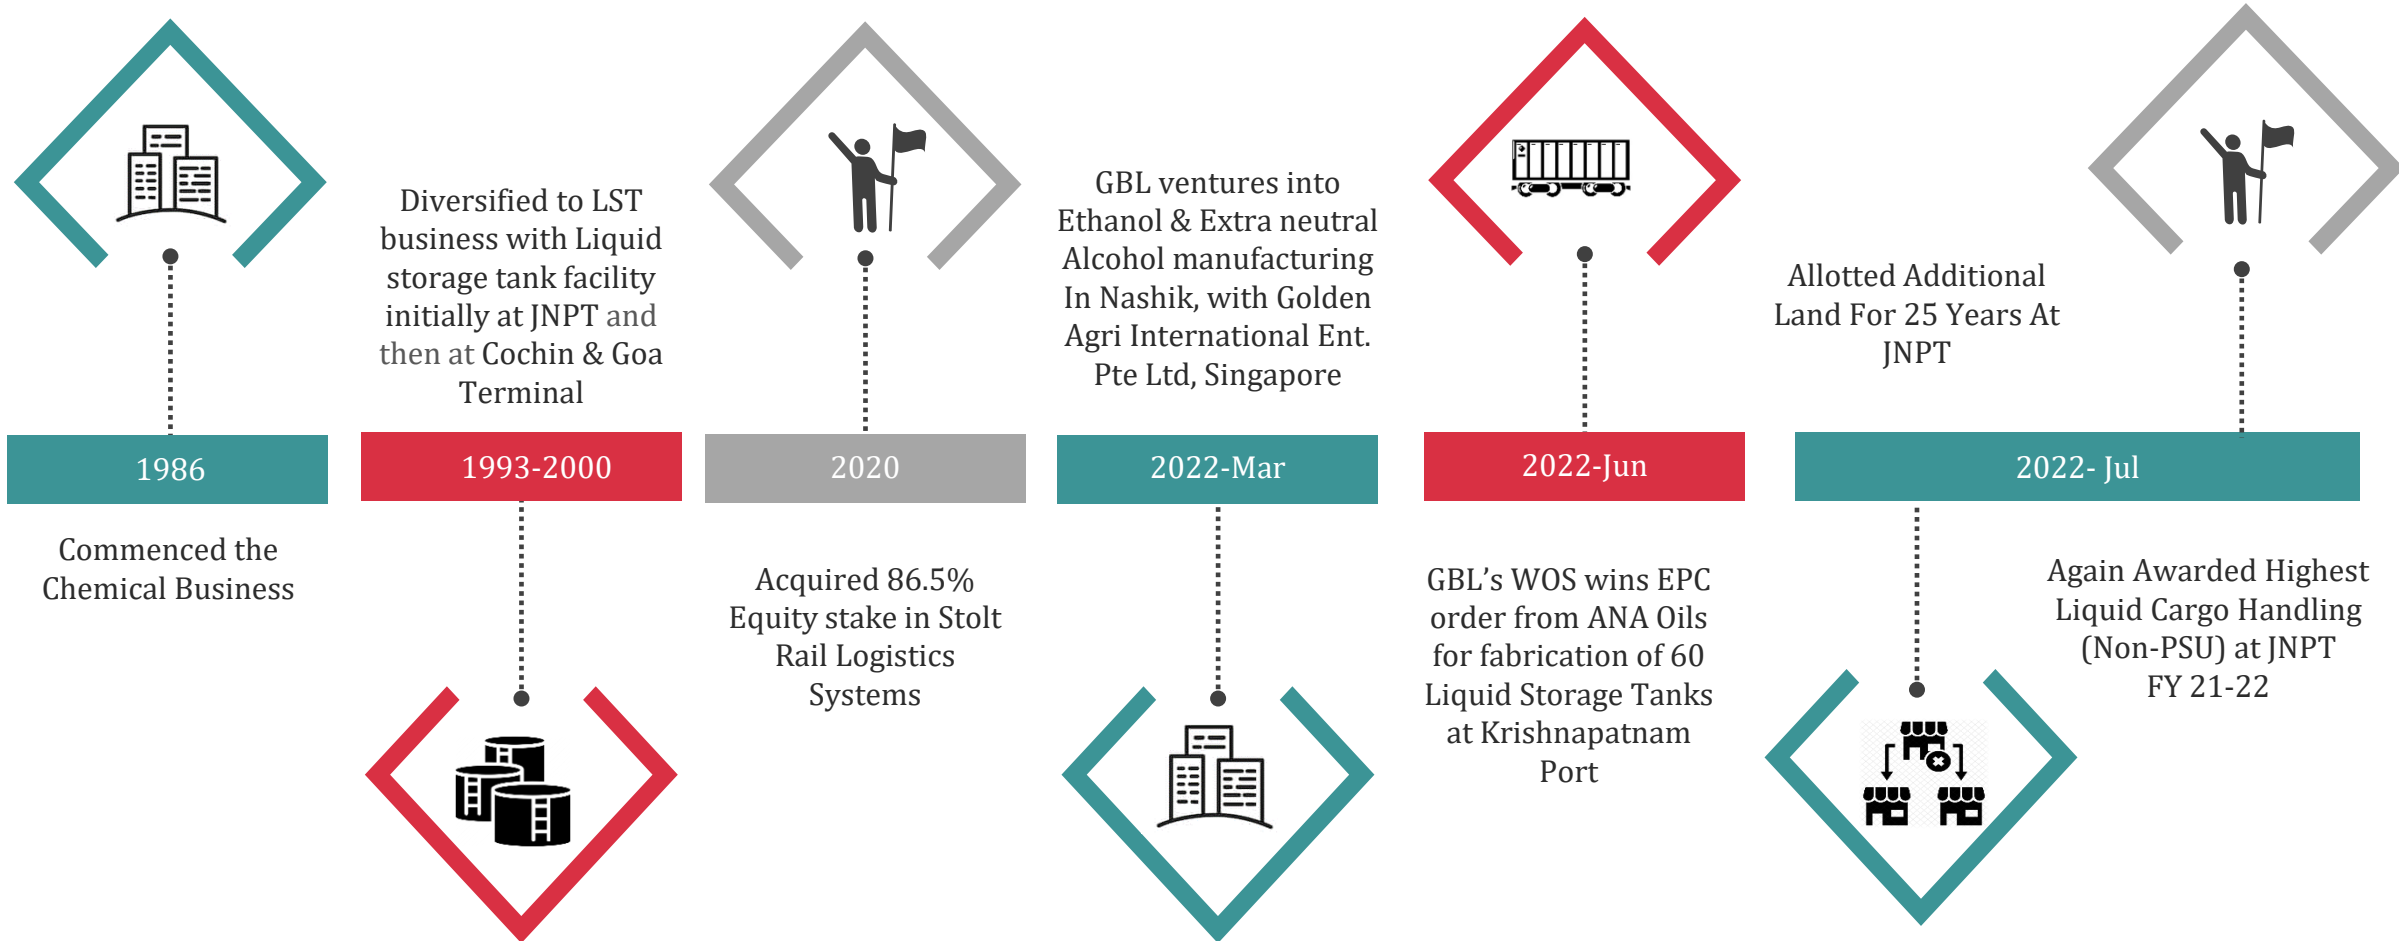 1986
Commenced the
Chemical Business
Diversified to LST
business with Liquid
storage tank facility
initially at JNPT and
then at Cochin & Goa
Terminal
1993-2000
2020
Acquired 86.5%
Equity stake in Stolt
Rail Logistics
Systems
GBL ventures into
Ethanol & Extra neutral
Alcohol manufacturing
In Nashik, with Golden
Agri International Ent.
Pte Ltd, Singapore
2022-Mar
2022-Jun
GBL’s WOS wins EPC
order from ANA Oils
for fabrication of 60
Liquid Storage Tanks
at Krishnapatnam
Port
Allotted Additional
Land For 25 Years At
JNPT
2022- Jul
Again Awarded Highest
Liquid Cargo Handling
(Non-PSU) at JNPT
FY 21-22